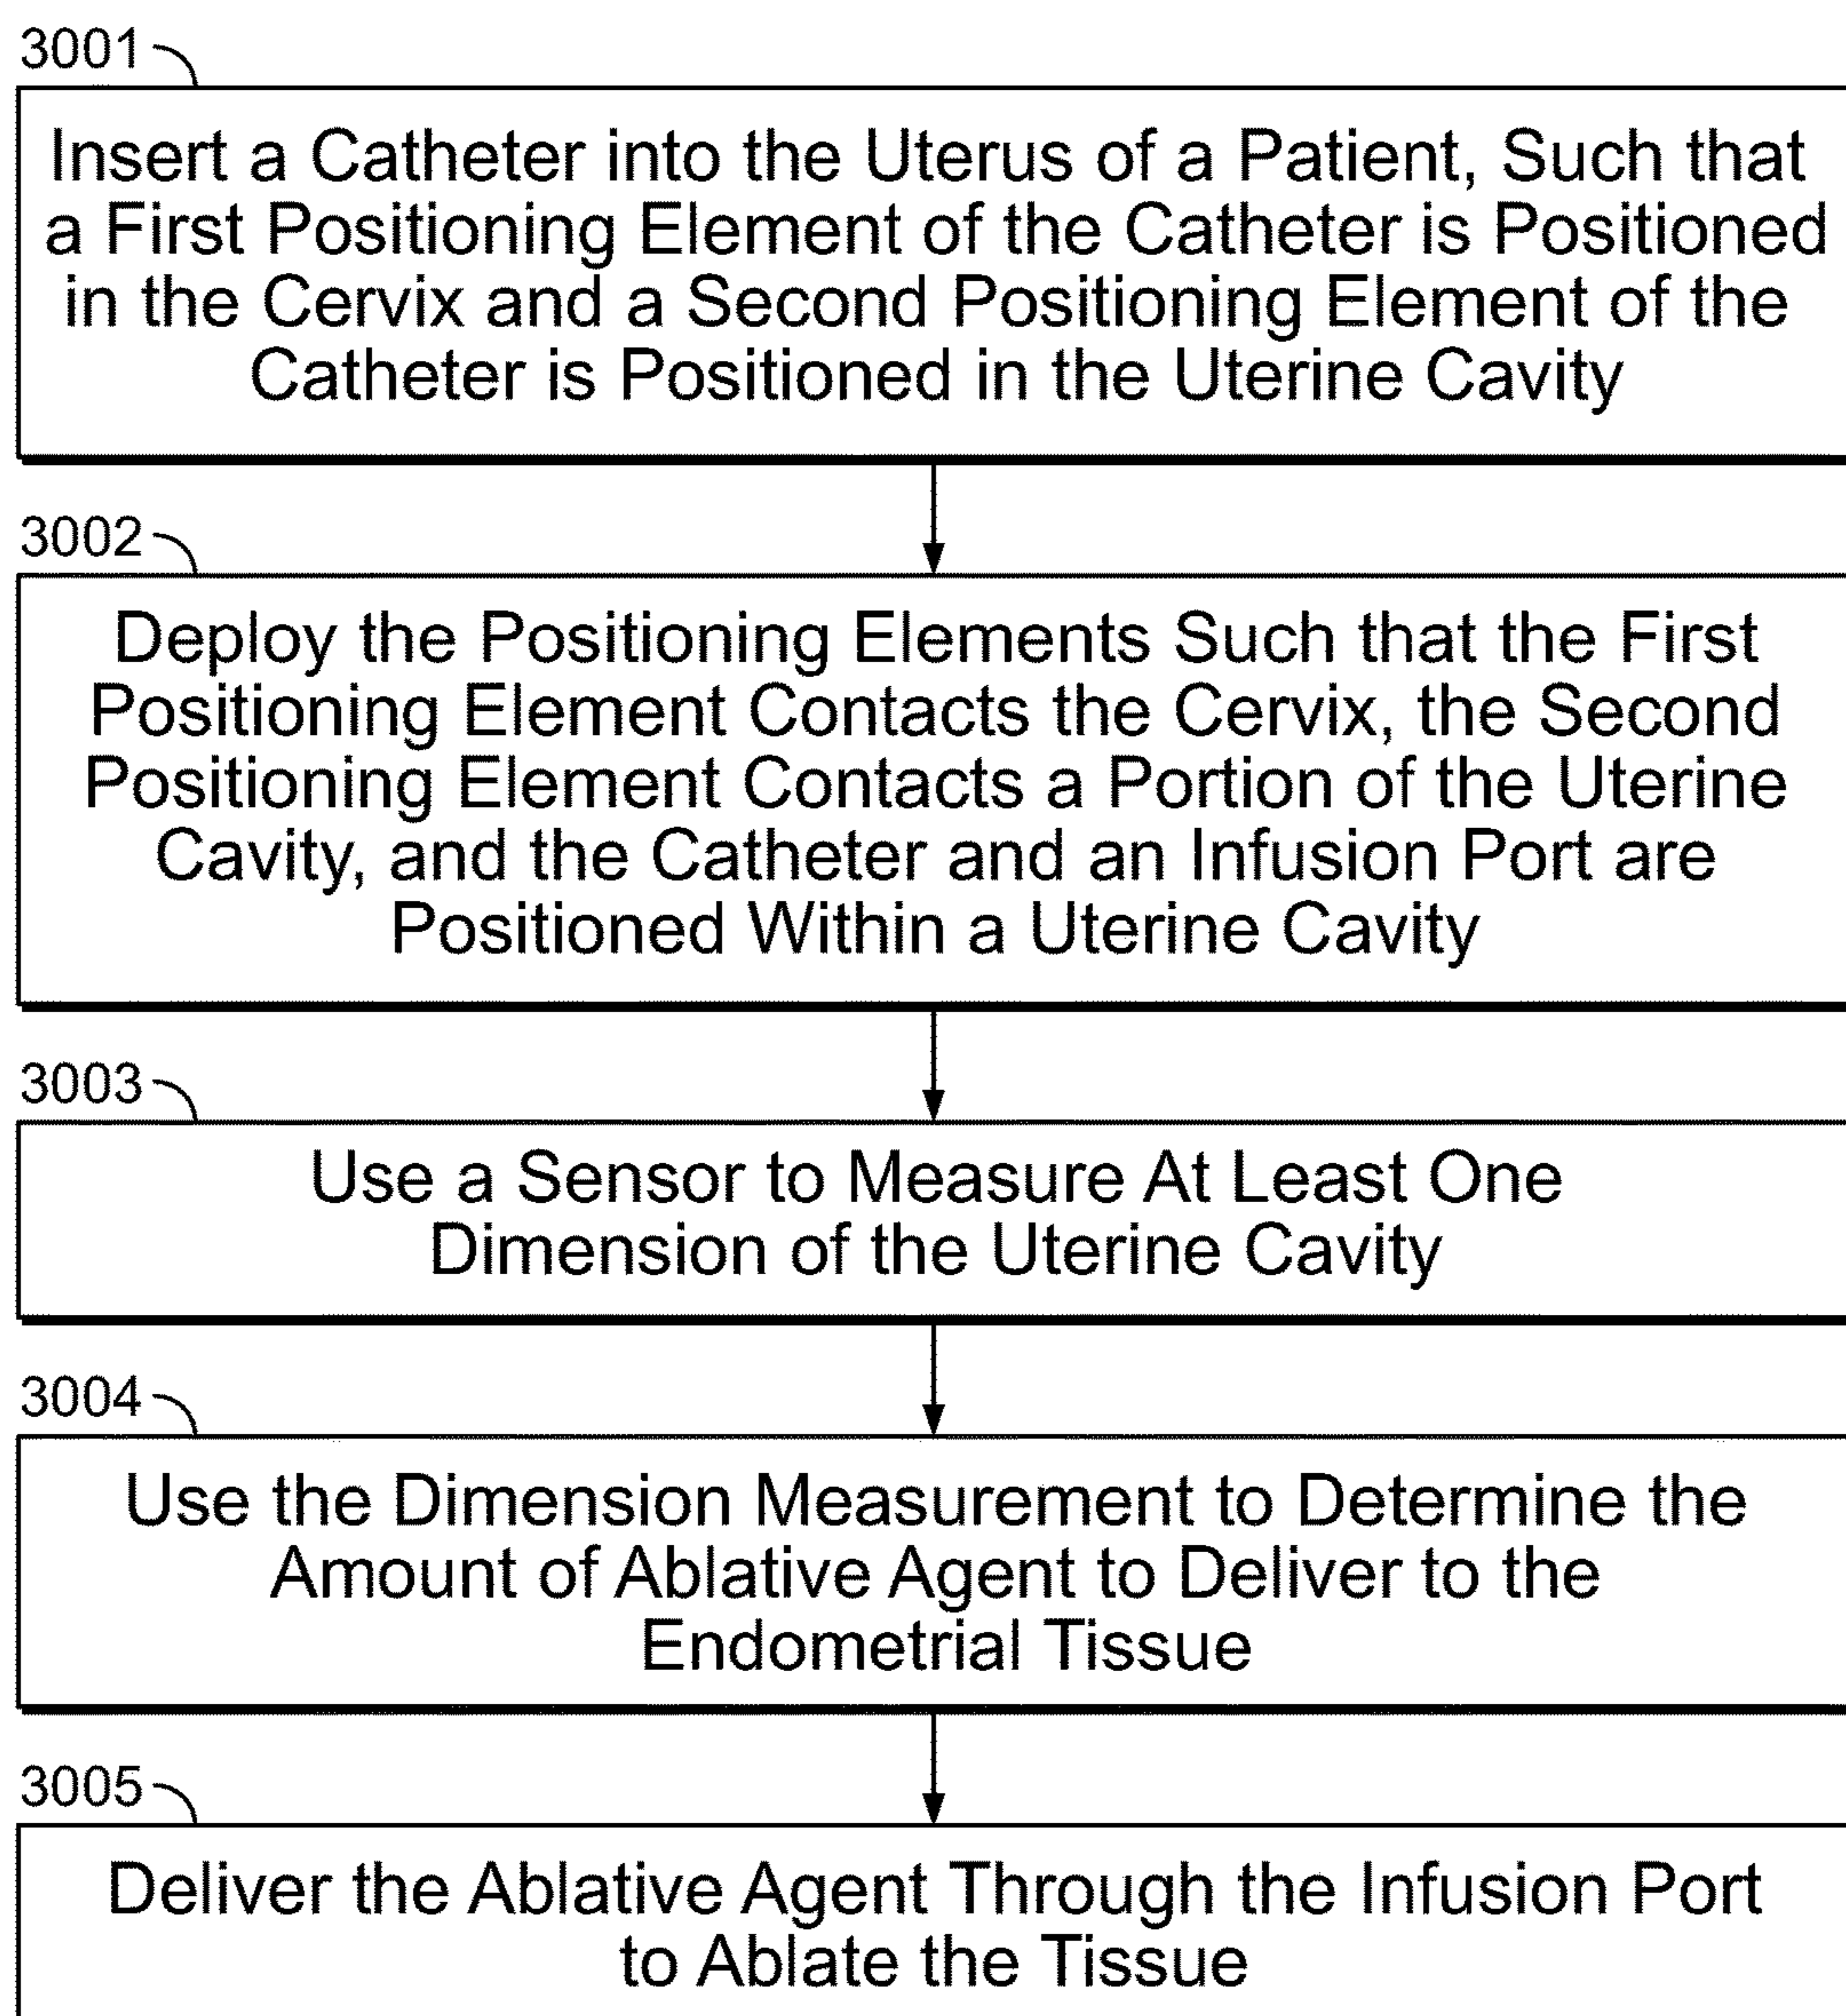 3001
Insert a Catheter into the Uterus of a Patient, Such that
a First Positioning Element of the Catheter is Positioned
in the Cervix and a Second Positioning Element of the
Catheter is Positioned in the Uterine Cavity
3002
Deploy the Positioning Elements Such that the First
Positioning Element Contacts the Cervix, the Second
Positioning Element Contacts a Portion of the Uterine
Cavity, and the Catheter and an Infusion Port are
Positioned Within a Uterine Cavity
3003
Use a Sensor to Measure At Least One
Dimension of the Uterine Cavity
3004
Use the Dimension Measurement to Determine the
Amount of Ablative Agent to Deliver to the
Endometrial Tissue
3005
Deliver the Ablative Agent Through the Infusion Port
to Ablate the Tissue